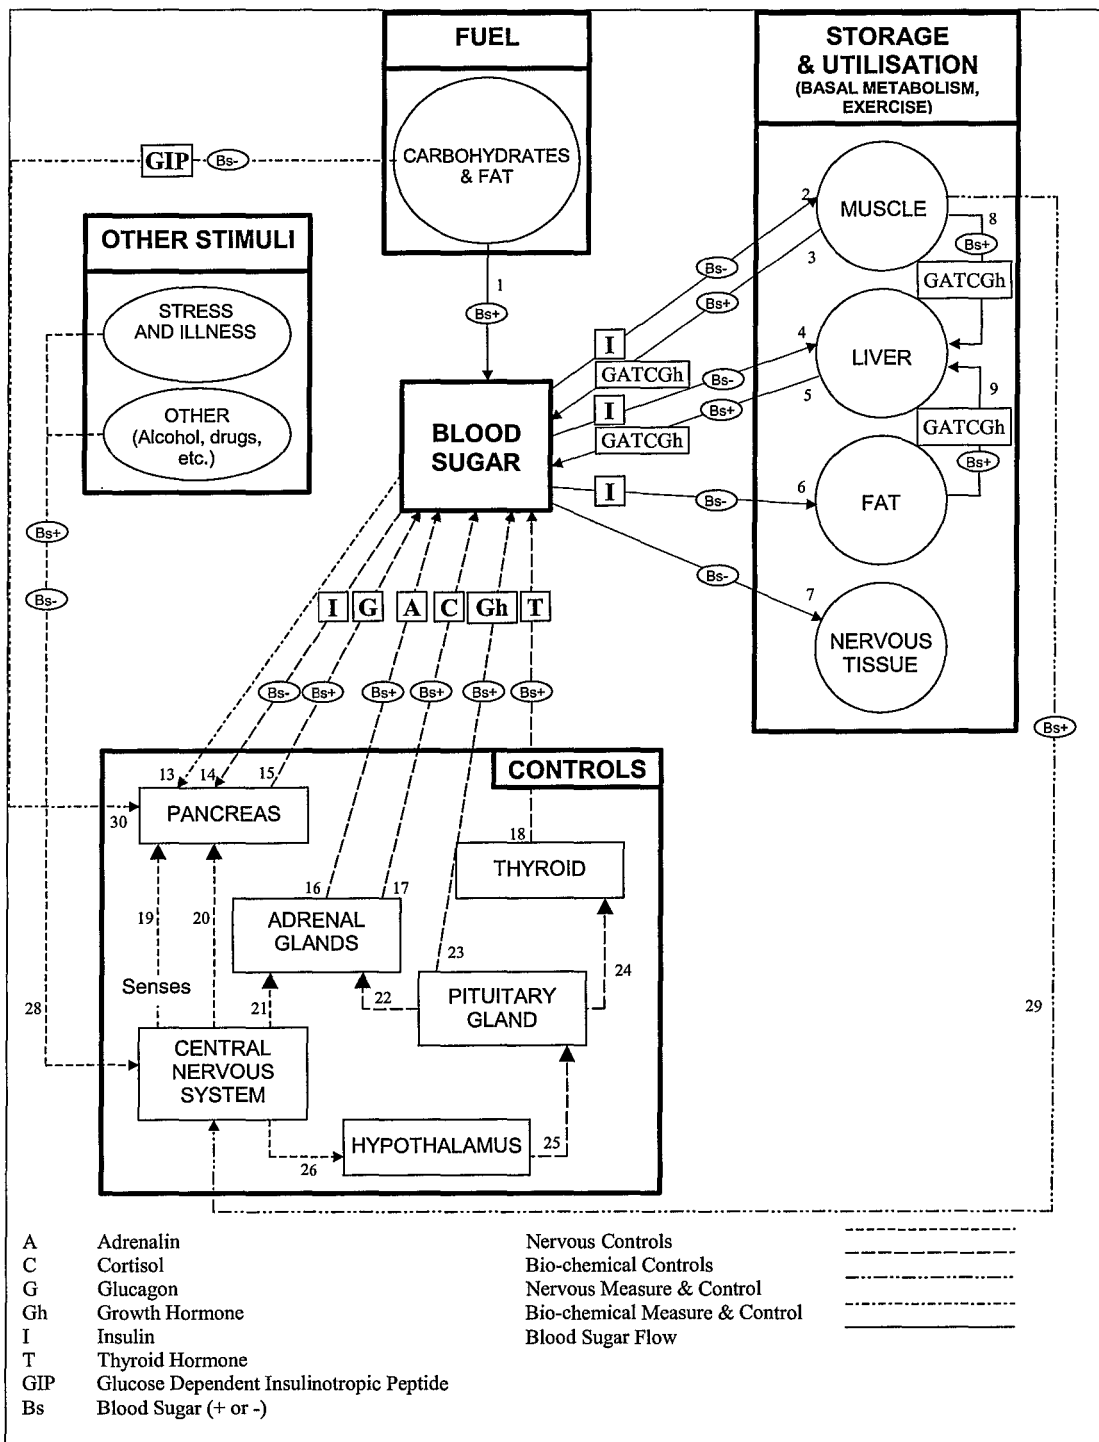 FUEL
CARBOHYDRATES
& FAT
STORAGE
& UTILISATION
(BASAL METABOLISM,
EXERCISE)
GIP
Bs-
OTHER STIMULI
STRESS
AND ILLNESS
OTHER
(Alcohol, drugs,
etc.)
1
Bs+
2
MUSCLE
8
Bs+
Bs-
3
Bs+
GATCGh
I
4
GATCGh
LIVER
Bs-
9
5
I
Bs+
GATCGh
GATCGh
BLOOD
SUGAR
Bs+
I
Bs-
6
FAT
Bs+
Bs-
Bs-
7
NERVOUS
TISSUE
I
G
A
C
Gh
T
Bs-
Bs+
Bs+
Bs+
Bs+
Bs+
Bs+
CONTROLS
13
14
15
PANCREAS
30
18
THYROID
16
17
19
20
ADRENAL
GLANDS
23
24
Senses
28
21
22
PITUITARY
GLAND
29
CENTRAL
NERVOUS
SYSTEM
HYPOTHALAMUS
25
26
A Adrenalin
C Cortisol
G Glucagon
Gh Growth Hormone
I Insulin
T Thyroid Hormone
GIP Glucose Dependent Insulinotropic Peptide
Bs Blood Sugar (+ or -)
Nervous Controls
Bio-chemical Controls
Nervous Measure & Control
Bio-chemical Measure & Control
Blood Sugar Flow